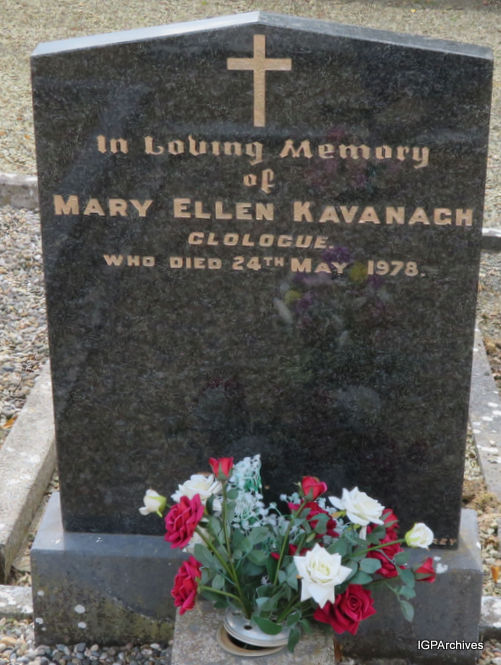 In Loving Memory
of
MARY ELLEN KAVANAGH
CLOLOGUE.
WHO DIED 24TH MAY 1978.
IGPArchives